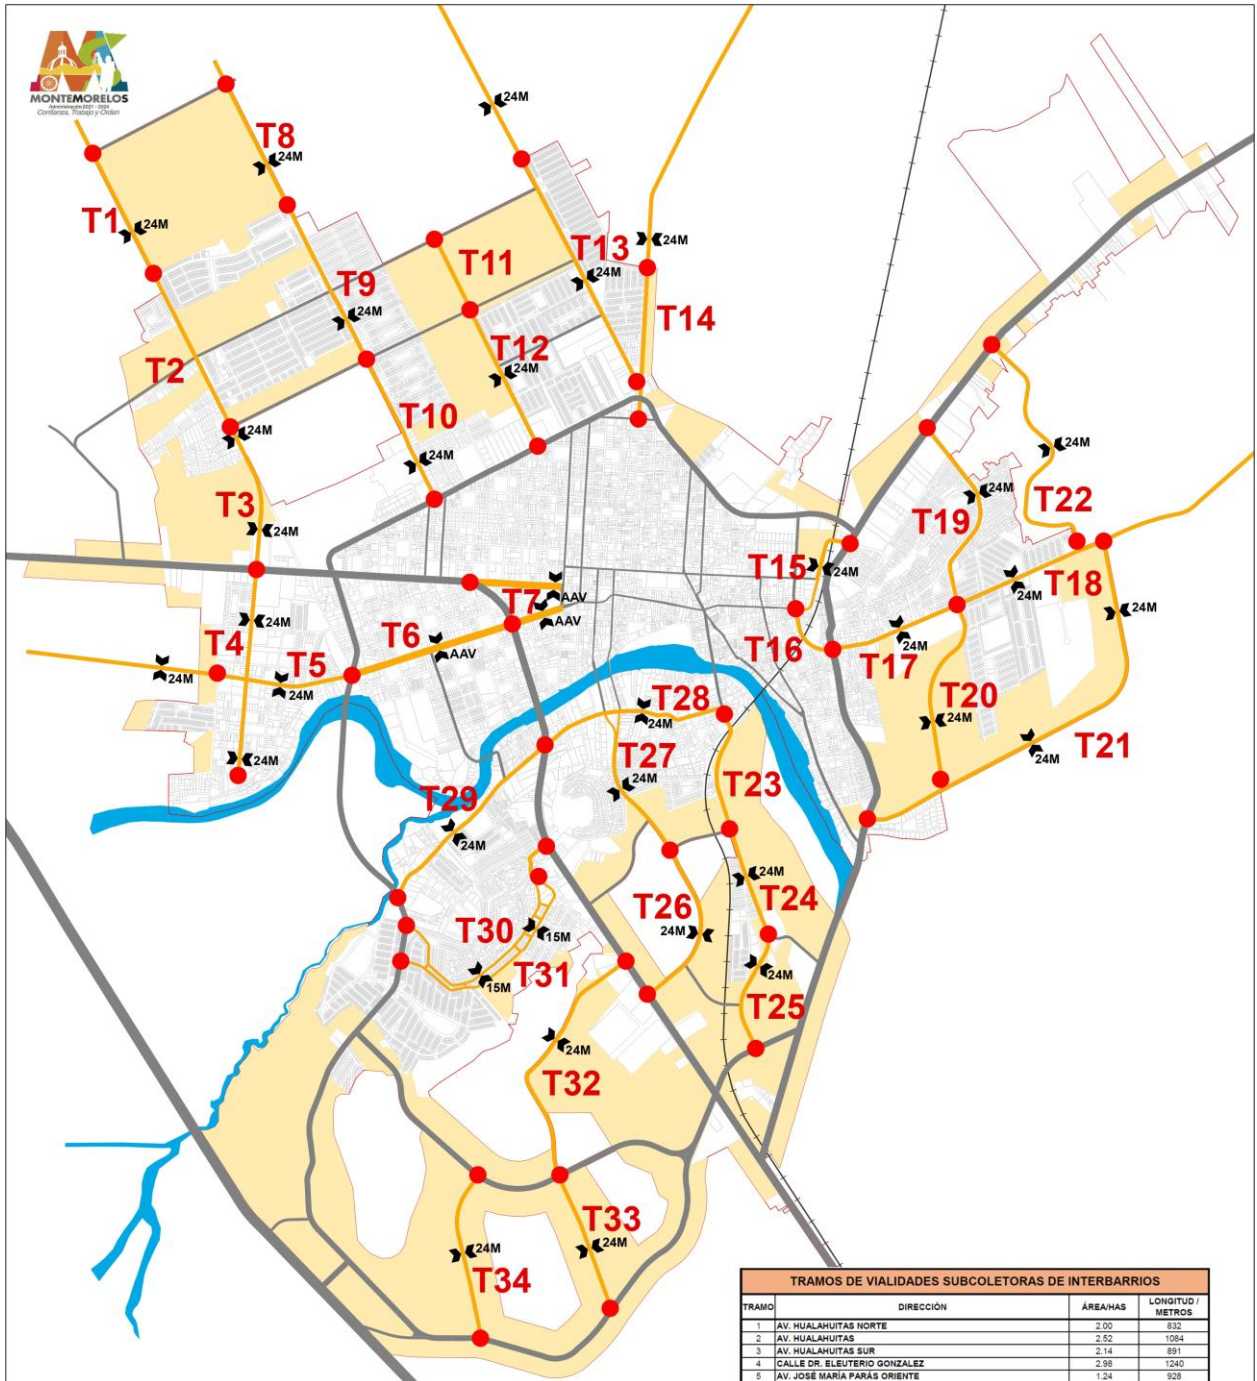 MONTEMORELOS
Administración 2021 - 2024
Confianza, Trabajo y Orden
24M
T8
24M
T1
24M
24M
T13
24M
T11
T9
24M
T14
T2
T12
24M
24M
T10
24M
24M
T22
T19
24M
T3
24M
T15
24M
T18
24M
24M
T7
AAV
AAV
T6
AAV
T4
24M
T5
24M
24M
T16
T17
24M
T28
24M
T20
24M
T21
24M
24M
T27
24M
T23
T29
24M
24M
T24
T26
24M
T30
15M
T31
15M
24M
T25
24M
T32
T33
24M
24M
T34
TRAMOS DE VIALIDADES SUBCOLETORAS DE INTERBARRIOS
TRAMO DIRECCIÓN ÁREA/HAS LONGITUD / METROS
1 AV. HUALAHUITAS NORTE 2.00 832
2 AV. HUALAHUITAS 2.52 1084
3 AV. HUALAHUITAS SUR 2.14 891
4 CALLE DR. ELEUTERIO GONZALEZ 2.98 1240
5 AV. JOSÉ MARÍA PARÁS ORIENTE 1.24 928